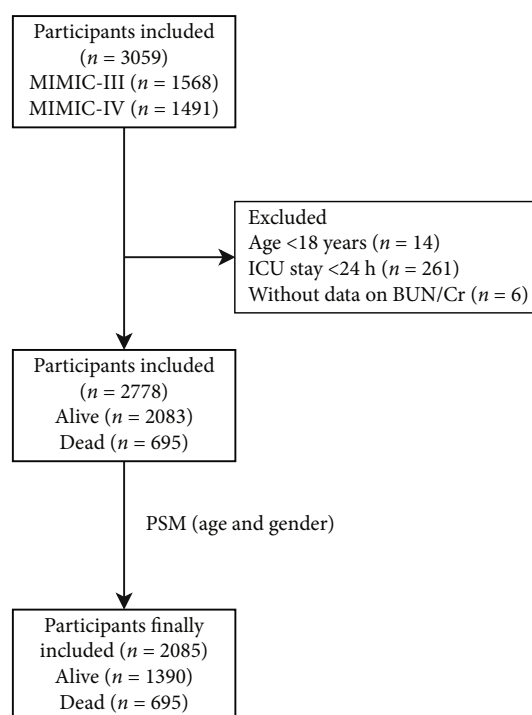 Participants included
(n = 3059)
MIMIC-III (n = 1568)
MIMIC-IV (n = 1491)
Excluded
Age <18 years (n = 14)
ICU stay <24 h (n = 261)
Without data on BUN/Cr (n = 6)
Participants included
(n = 2778)
Alive (n = 2083)
Dead (n = 695)
PSM (age and gender)
Participants finally
included (n = 2085)
Alive (n = 1390)
Dead (n = 695)